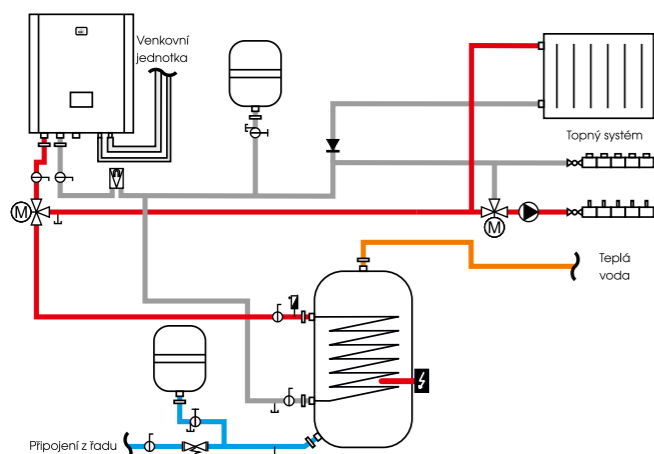 Venkovní
jednotka
Topný systém
M
M
Teplá
voda
Připojení z řadu